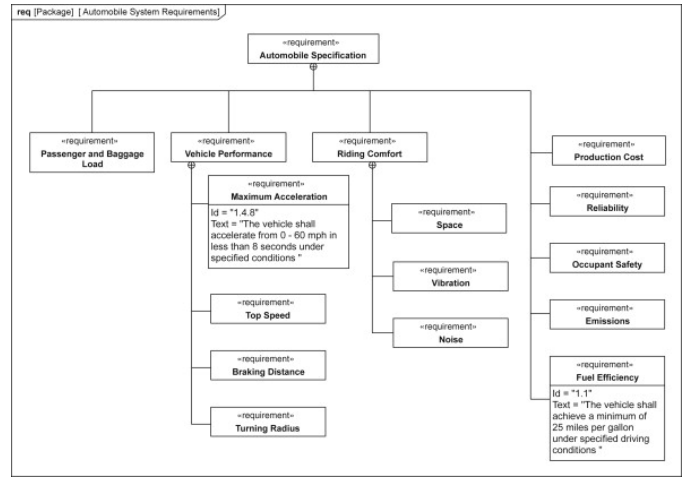 req [Package] [ Automobile System Requirements]
«requirement»
Automobile Specification
«requirement»
Passenger and Baggage
Load
«requirement»
Vehicle Performance
«requirement»
Riding Comfort
«requirement»
Production Cost
«requirement»
Maximum Acceleration
Id = "1.4.8"
Text = "The vehicle shall
accelerate from 0 - 60 mph in
less than 8 seconds under
specified conditions "
«requirement»
Space
«requirement»
Reliability
«requirement»
Occupant Safety
«requirement»
Vibration
«requirement»
Top Speed
«requirement»
Emissions
«requirement»
Noise
«requirement»
Braking Distance
«requirement»
Fuel Efficiency
Id = "1.1"
Text = "The vehicle shall
achieve a minimum of
25 miles per gallon
under specified driving
conditions "
«requirement»
Turning Radius